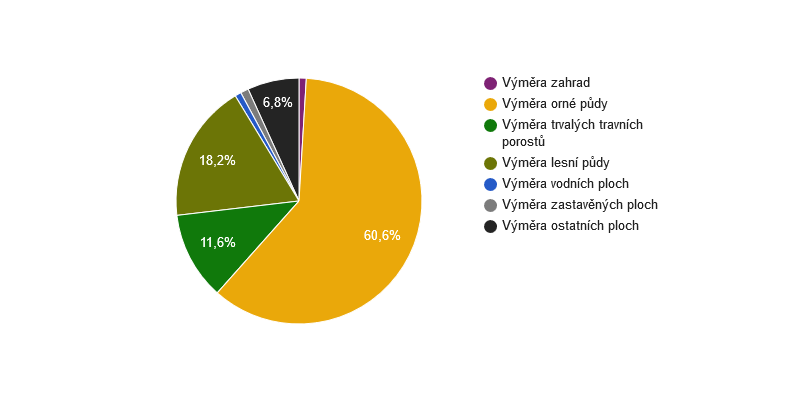 6,8%
18,2%
11,6%
60,6%
Výměra zahrad
Výměra orné půdy
Výměra trvalých travních
porostů
Výměra lesní půdy
Výměra vodních ploch
Výměra zastavěných ploch
Výměra ostatních ploch